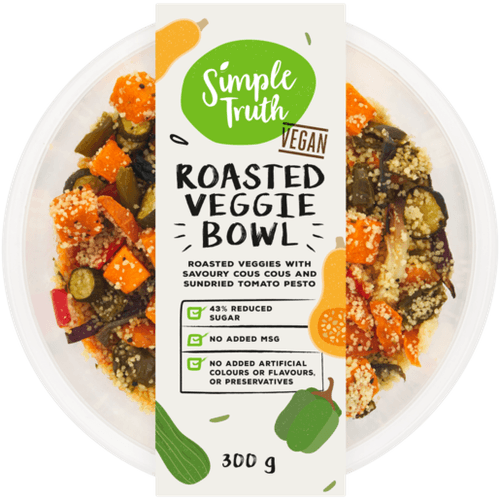 Simple
Truth
VEGAN
ROASTED
VEGGIE
BOWL
ROASTED VEGGIES WITH
SAVOURY COUS COUS AND
SUNDRIED TOMATO PESTO
43% REDUCED
SUGAR
NO ADDED MSG
NO ADDED ARTIFICIAL
COLOURS OR FLAVOURS,
OR PRESERVATIVES
300 g